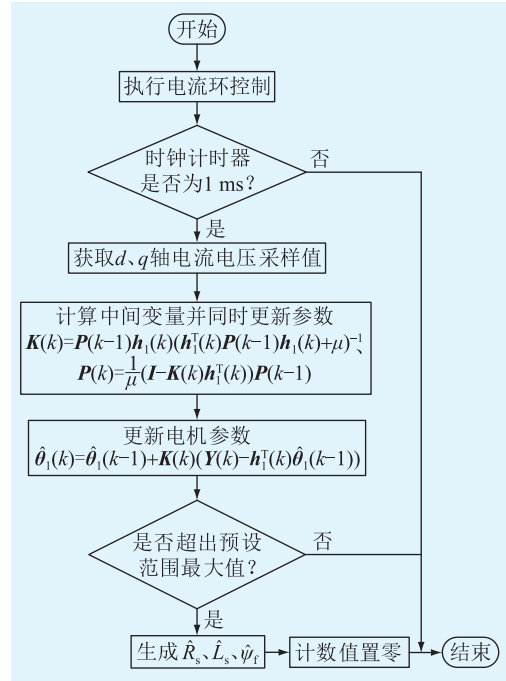 开始
执行电流环控制
时钟计时器
是否为1 ms?
否
是
获取d、q轴电流电压采样值
计算中间变量并同时更新参数
K(k)=P(k−1)h₁(k)(h₁ᵀ(k)P(k−1)h₁(k)+μ)⁻¹、
P(k)=1/μ(I−K(k)h₁ᵀ(k))P(k−1)
更新电机参数
θ̂₁(k)=θ̂₁(k−1)+K(k)(Y(k)−h₁ᵀ(k)θ̂₁(k−1))
是否超出预设
范围最大值?
否
是
生成R̂ₛ、L̂ₛ、ψ̂f
计数值置零
结束